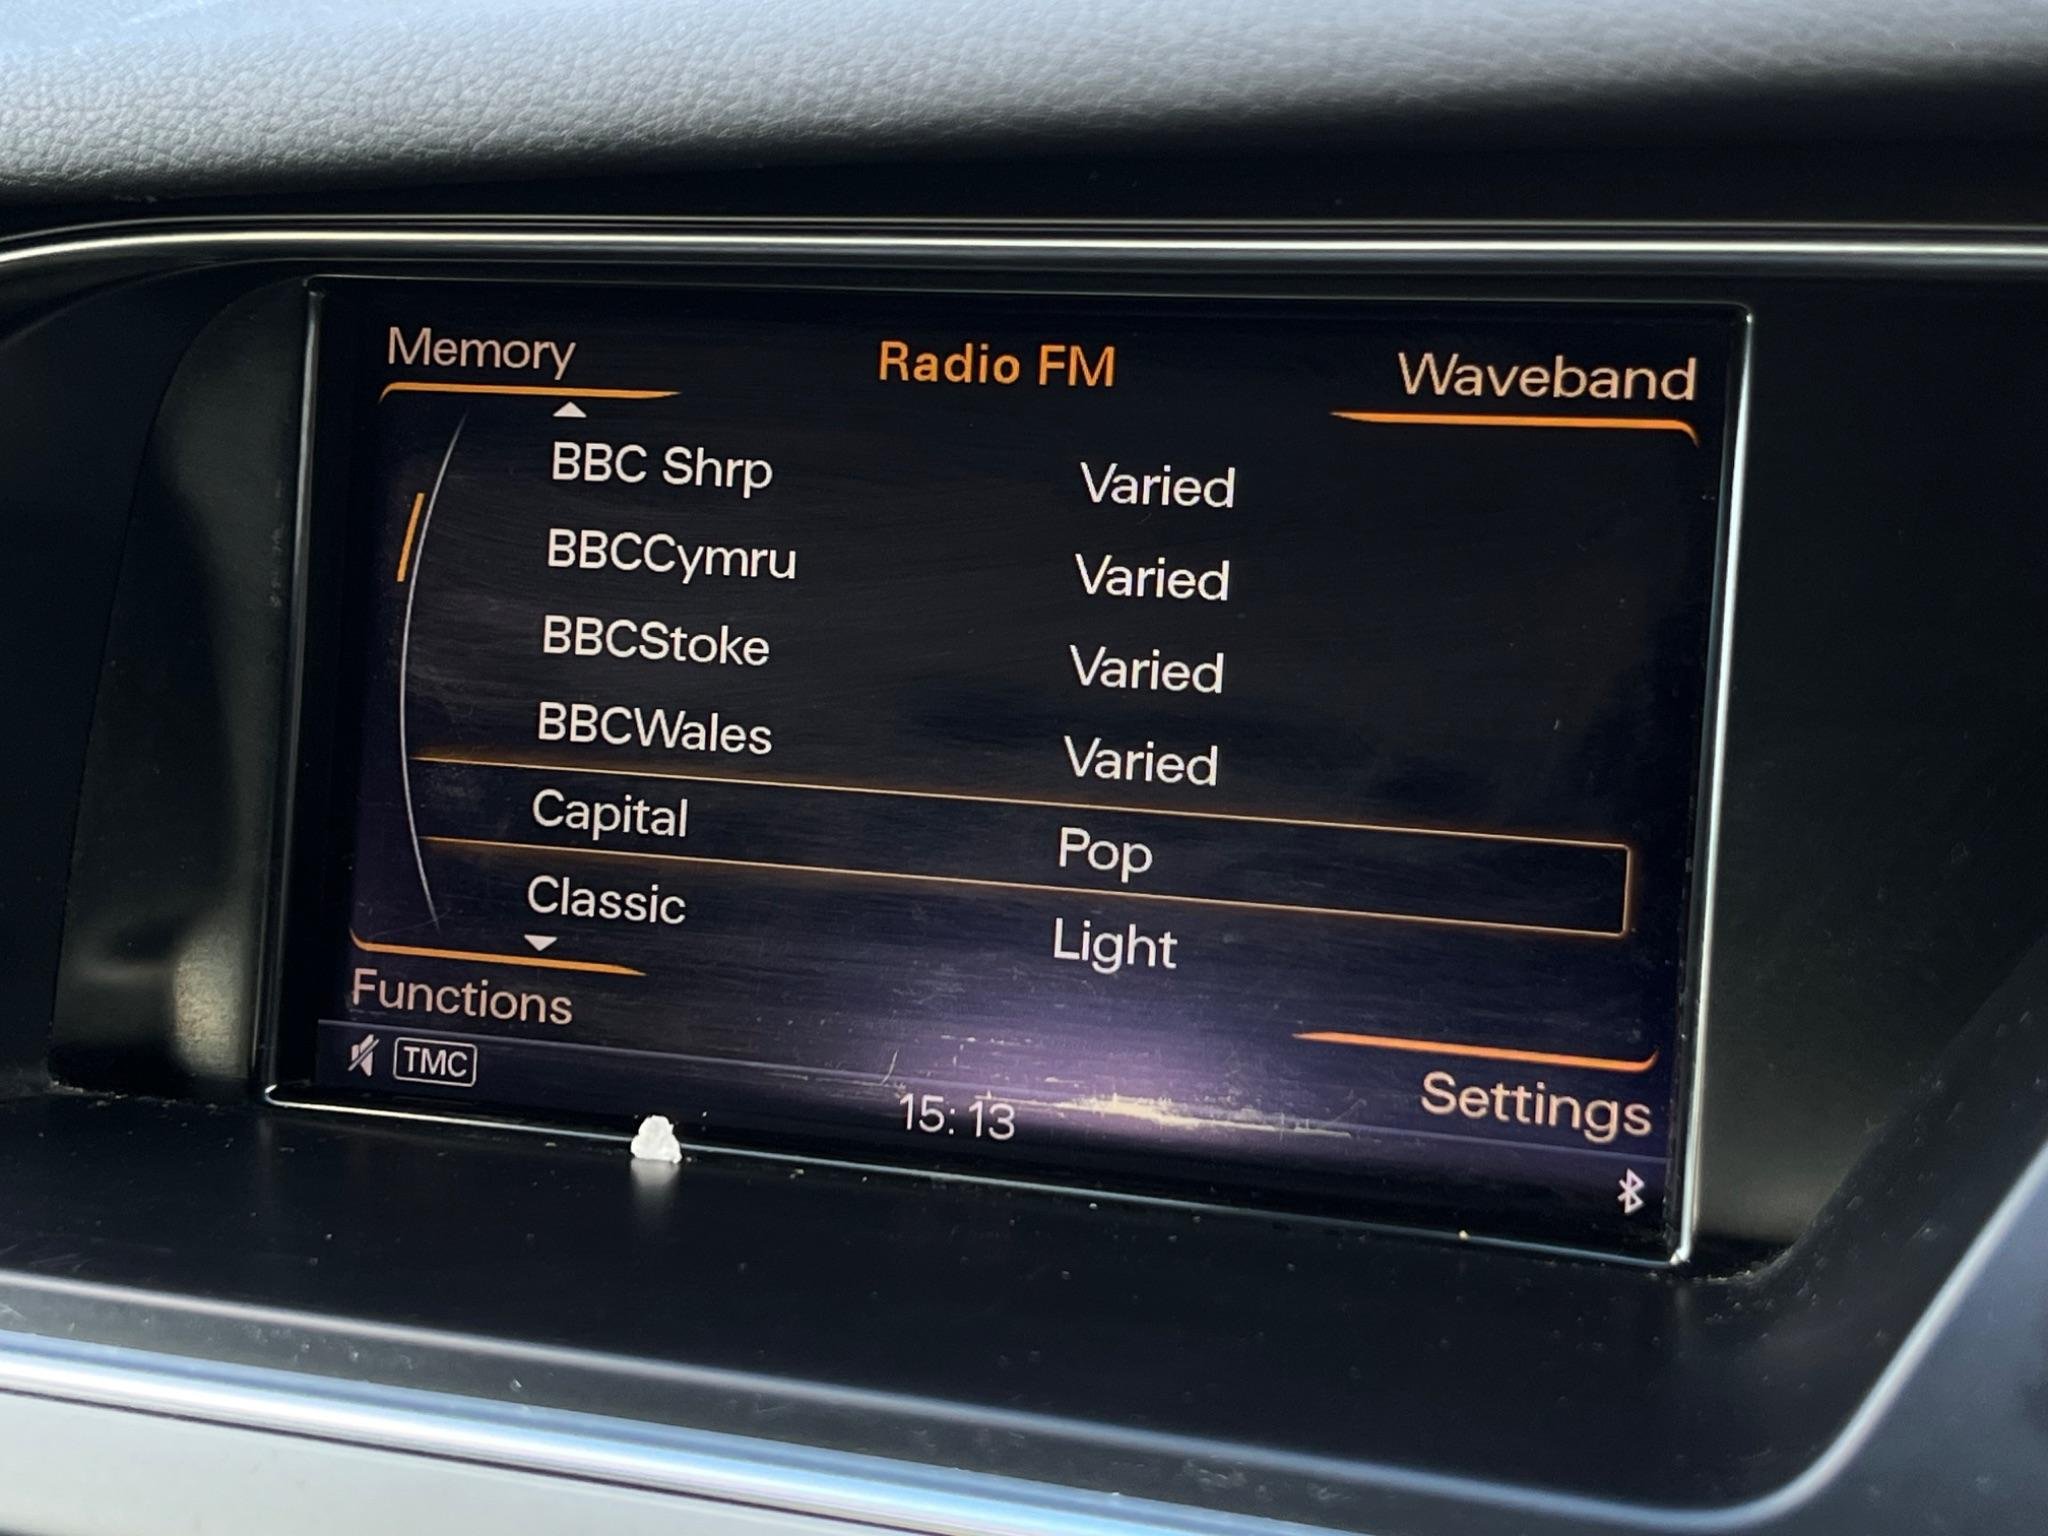 Memory Radio FM Waveband
BBC Shrp Varied
BBCCymru Varied
BBCStoke Varied
BBCWales Varied
Capital Pop
Classic Light
Functions
TMC 15:13 Settings